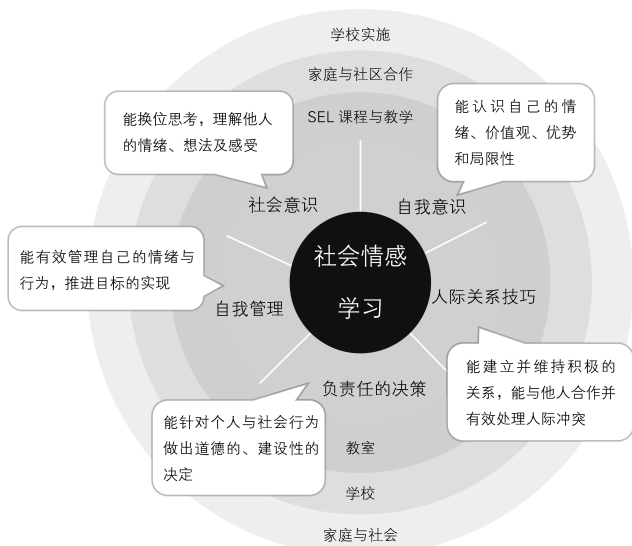 学校实施
家庭与社区合作
SEL 课程与教学
能换位思考，理解他人
的情绪、想法及感受
能认识自己的情
绪、价值观、优势
和局限性
社会意识
自我意识
社会情感
学习
能有效管理自己的情绪与
行为，推进目标的实现
自我管理
人际关系技巧
能建立并维持积极的
关系，能与他人合作并
有效处理人际冲突
负责任的决策
能针对个人与社会行为
做出道德的、建设性的
决定
教室
学校
家庭与社会